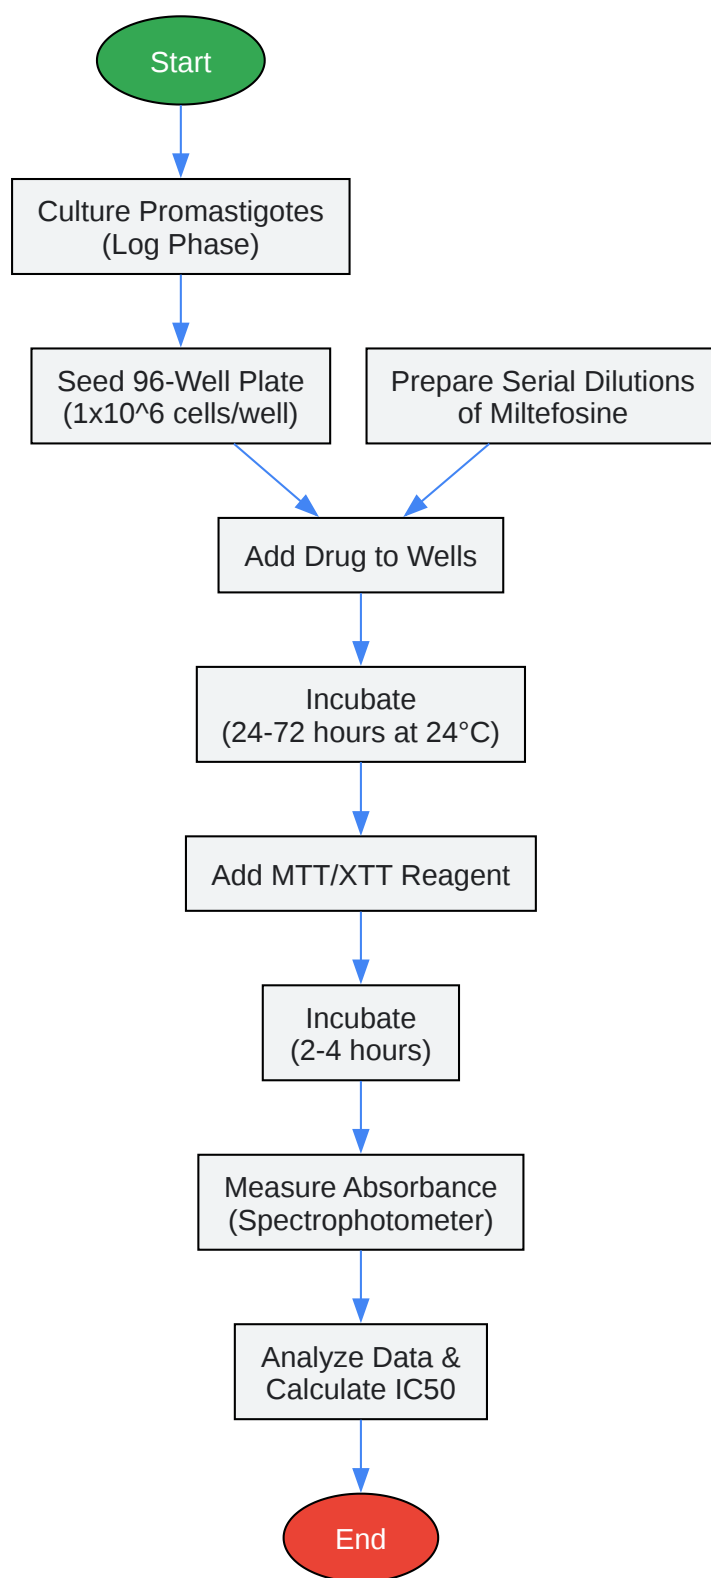 Start
Culture Promastigotes
(Log Phase)
Seed 96-Well Plate
(1x10^6 cells/well)
Prepare Serial Dilutions
of Miltefosine
Add Drug to Wells
Incubate
(24-72 hours at 24°C)
Add MTT/XTT Reagent
Incubate
(2-4 hours)
Measure Absorbance
(Spectrophotometer)
Analyze Data &
Calculate IC50
End